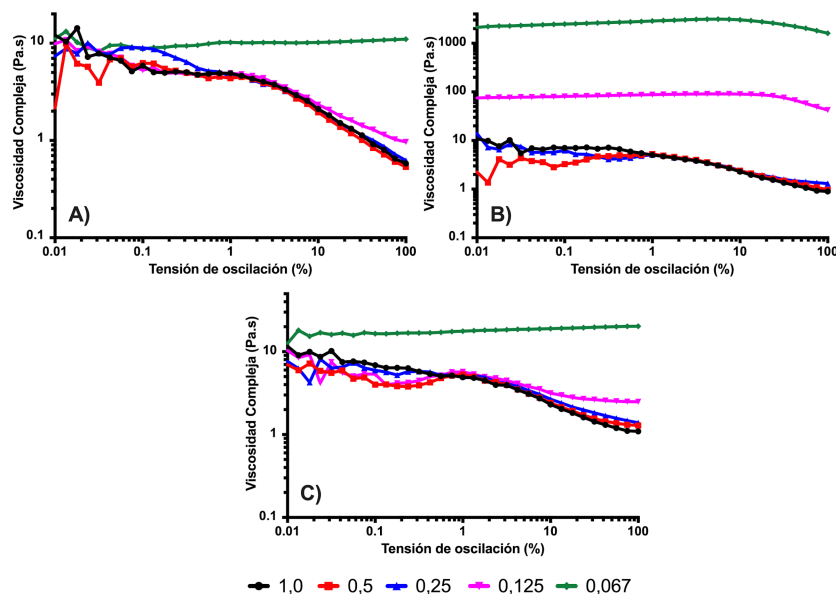 Viscosidad Compleja (Pa.s)
10
1
0.1
A)
0.01
0.1
1
10
100
Tensión de oscilación (%)
Viscosidad Compleja (Pa.s)
1000
100
10
1
0.1
B)
0.01
0.1
1
10
100
Tensión de oscilación (%)
Viscosidad Compleja (Pa.s)
10
1
0.1
C)
0.01
0.1
1
10
100
Tensión de oscilación (%)
1,0 0,5 0,25 0,125 0,067